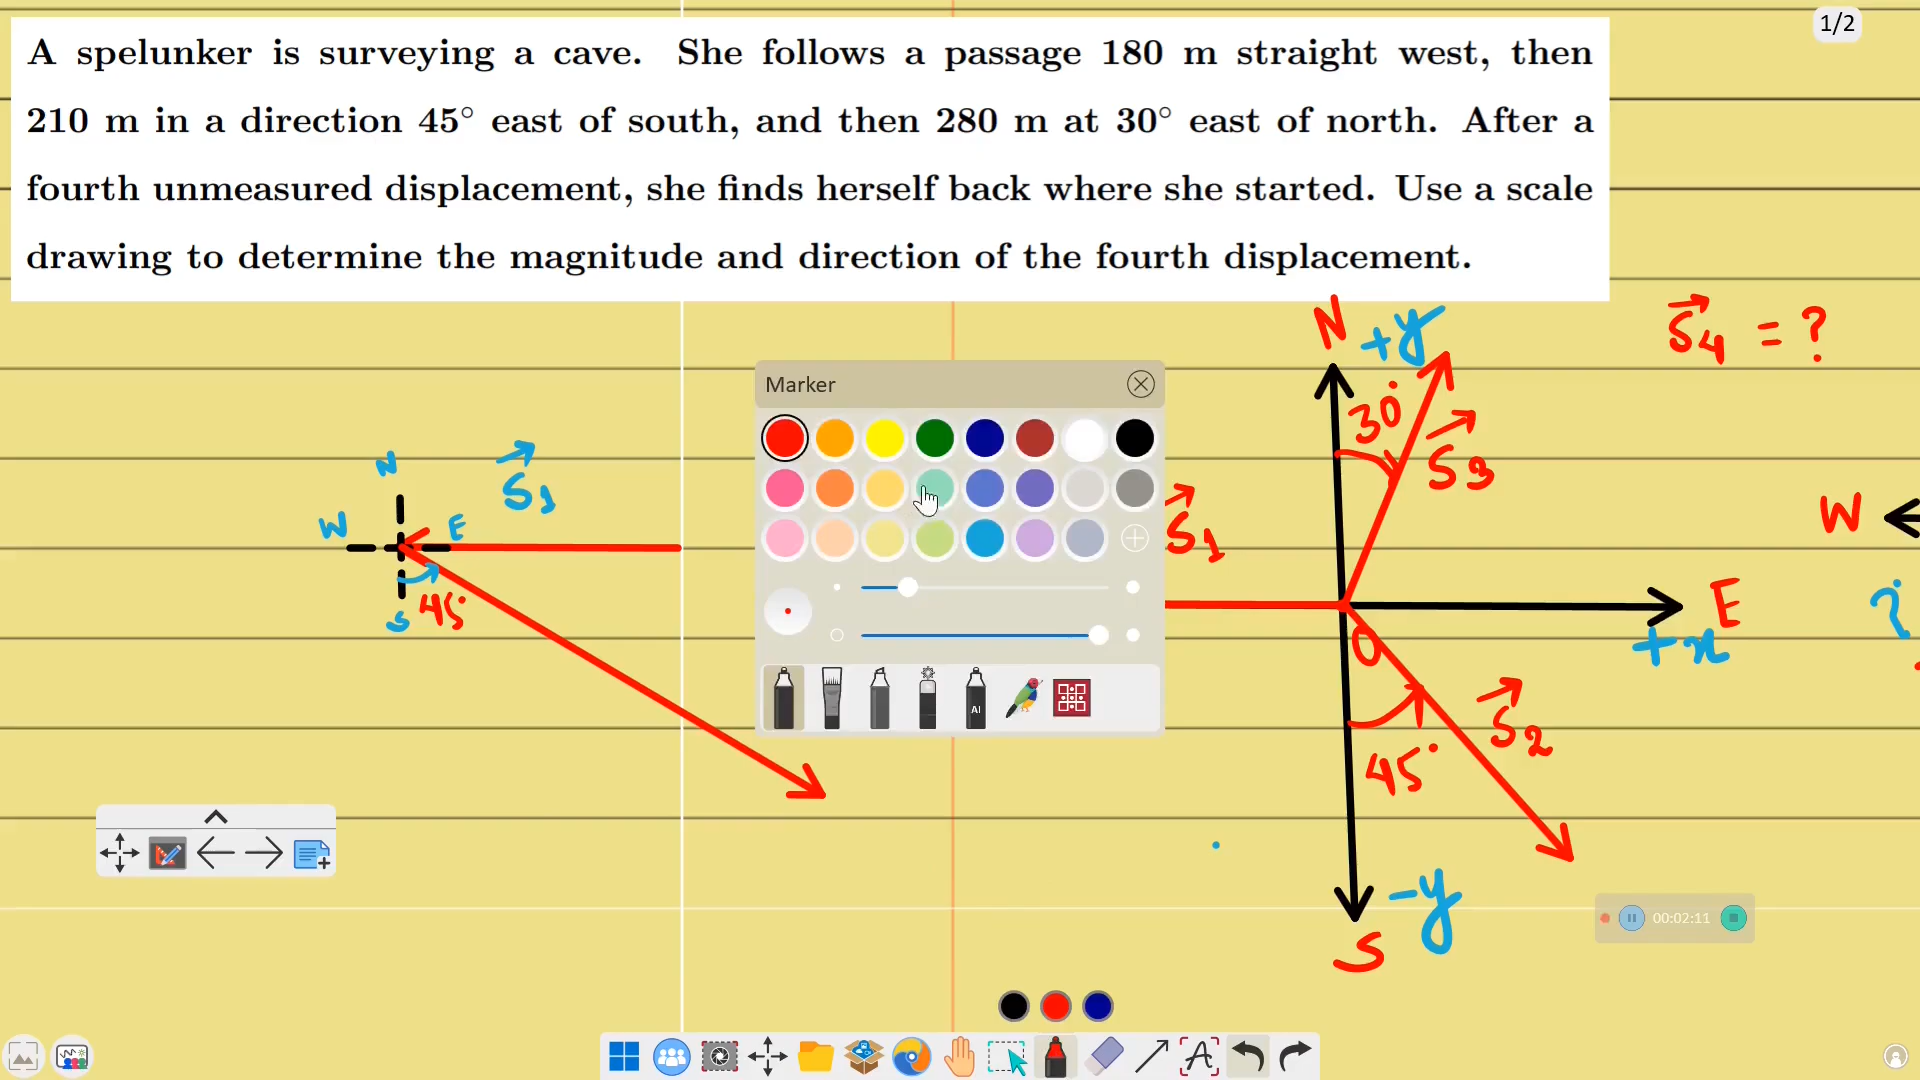 1/2
A spelunker is surveying a cave. She follows a passage 180 m straight west, then
210 m in a direction 45° east of south, and then 280 m at 30° east of north. After a
fourth unmeasured displacement, she finds herself back where she started. Use a scale
drawing to determine the magnitude and direction of the fourth displacement.
N +y
S4 = ?
Marker
30°
S3
N
S1
W
E
S1
W
E
?
45°
S
O
+x
S2
45°
-y
S
00:02:11
AI
A